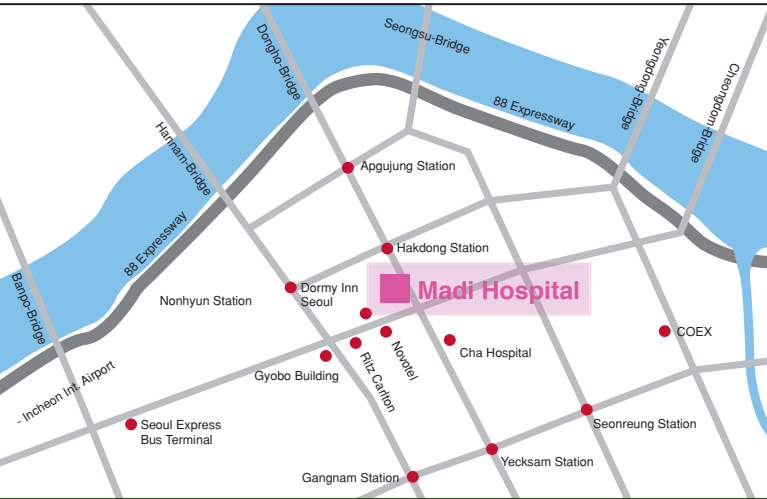 Seongsu-Bridge
Dongho-Bridge
Yeongdong-Bridge
Cheongdom-Bridge
88 Expressway
Hannam-Bridge
Apgujung Station
88 Expressway
Hakdong Station
Banpo-Bridge
Nonhyun Station
Dormy Inn
Seoul
Madi Hospital
COEX
Novotel
Cha Hospital
Ritz Carlton
Gyobo Building
- Incheon Int. Airport
Seoul Express
Bus Terminal
Seonreung Station
Yecksam Station
Gangnam Station